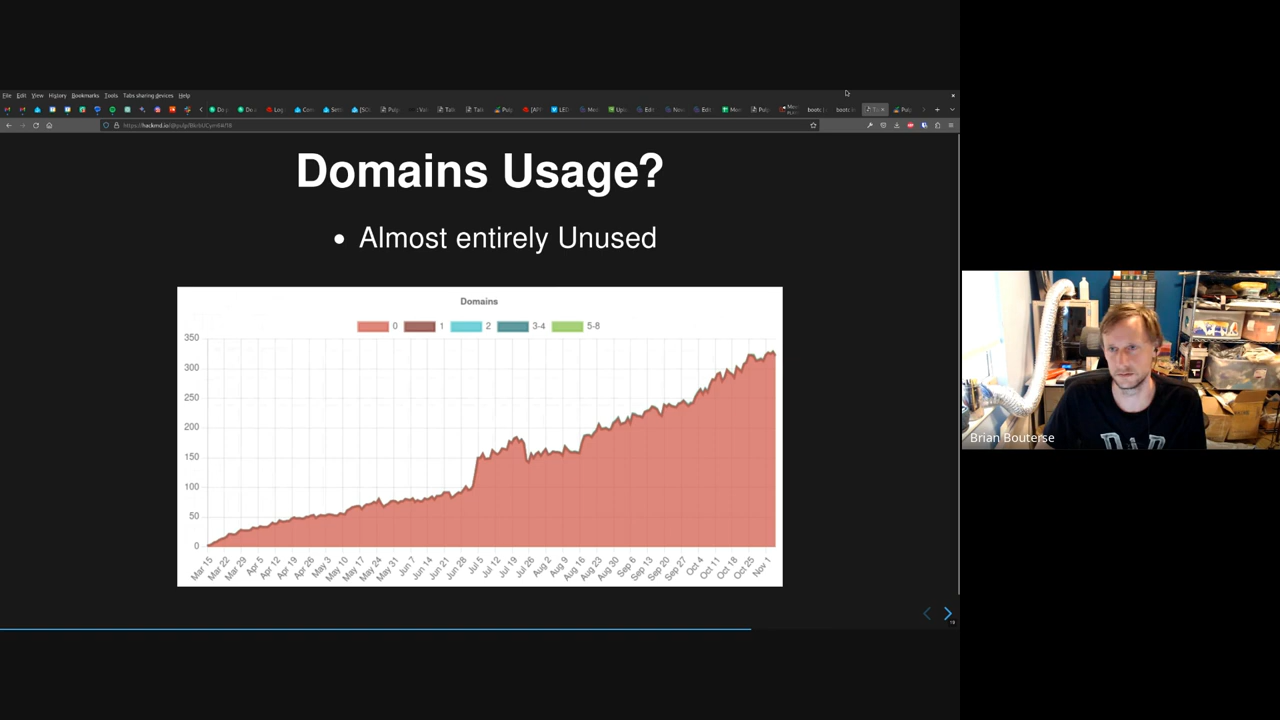 File Edit View History Bookmarks Tools Tabs sharing devices Help
Domains Usage?
• Almost entirely Unused
Domains
0 1 2 3-4 5-8
350
300
250
200
150
100
50
0
Mar 15 Mar 22 Mar 29 Apr 5 Apr 12 Apr 19 Apr 26 May 3 May 10 May 17 May 24 May 31 Jun 7 Jun 14 Jun 21 Jun 28 Jul 5 Jul 12 Jul 19 Jul 26 Aug 2 Aug 9 Aug 16 Aug 23 Aug 30 Sep 6 Sep 13 Sep 20 Sep 27 Oct 4 Oct 11 Oct 18 Oct 25 Nov 1
Brian Bouterse